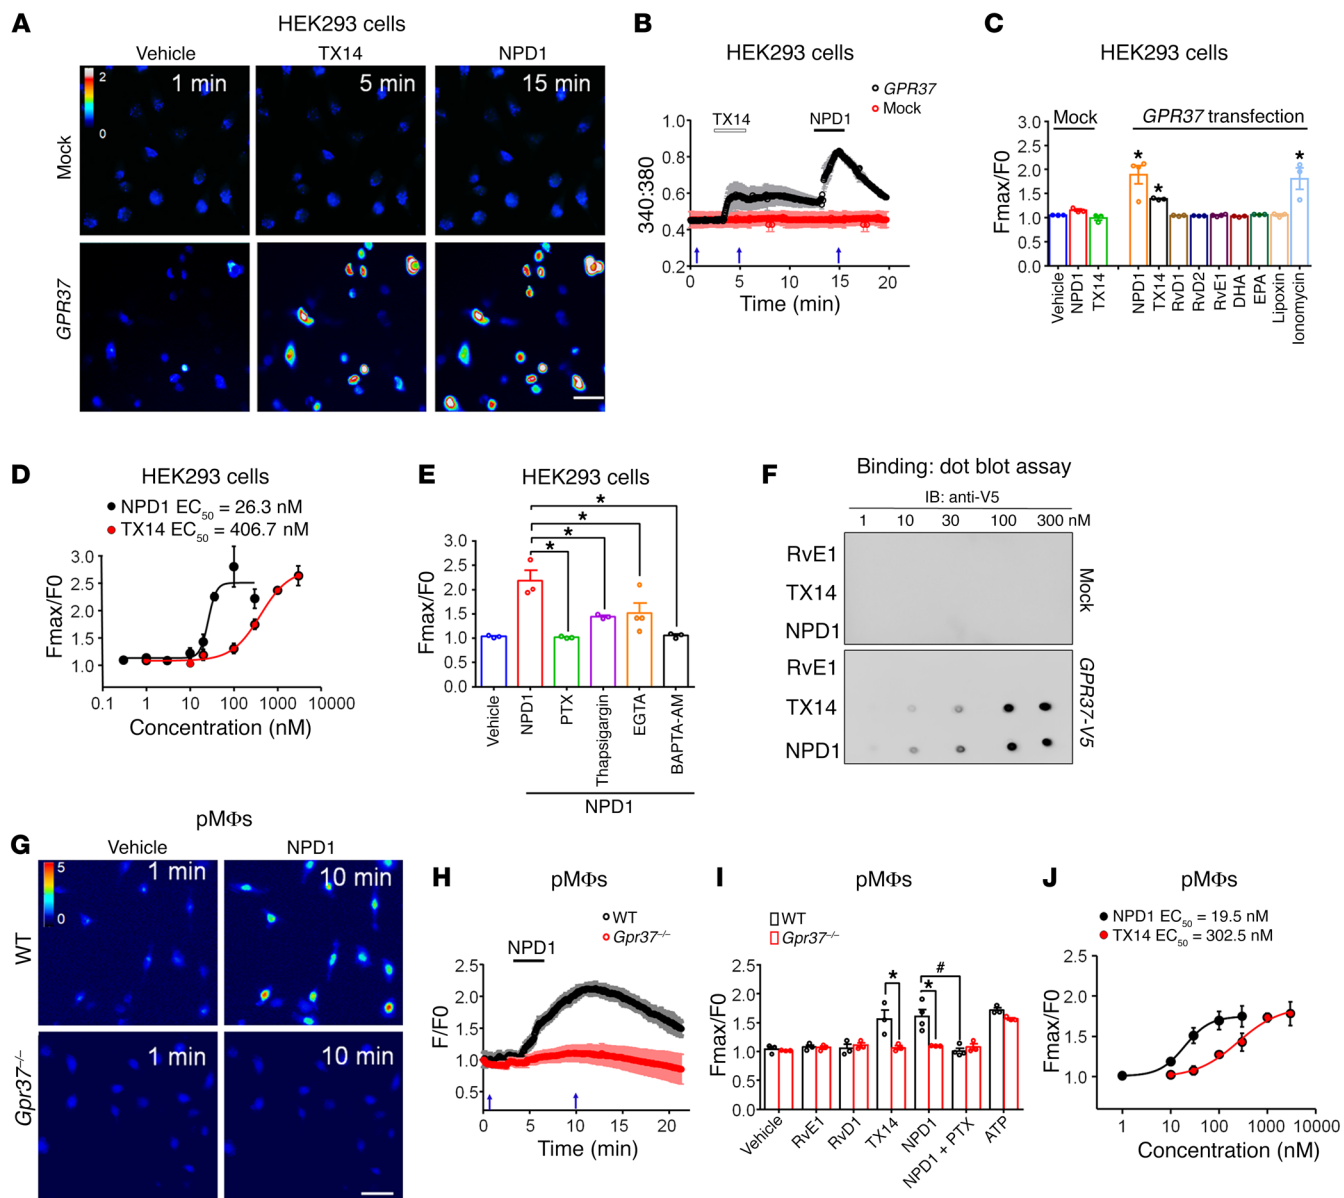 A
HEK293 cells
Vehicle
TX14
NPD1
Mock
2
0
1 min
5 min
15 min
GPR37
B
HEK293 cells
GPR37
Mock
TX14
NPD1
340:380
1.0
0.8
0.6
0.4
0.2
0
5
10
15
20
Time (min)
C
HEK293 cells
Mock
GPR37 transfection
Fmax/F0
3.0
2.5
2.0
1.5
1.0
0.5
0.0
*
*
*
Vehicle
NPD1
TX14
NPD1
TX14
RvD1
RvD2
RvE1
DHA
EPA
Lipoxin
Ionomycin
D
HEK293 cells
NPD1 EC50 = 26.3 nM
TX14 EC50 = 406.7 nM
Fmax/F0
3.0
2.5
2.0
1.5
1.0
0.1
1
10
100
1000
10000
Concentration (nM)
E
HEK293 cells
*
*
*
*
Fmax/F0
3.0
2.5
2.0
1.5
1.0
0.5
0.0
Vehicle
NPD1
PTX
Thapsigargin
EGTA
BAPTA-AM
NPD1
F
Binding: dot blot assay
IB: anti-V5
1
10
30
100
300 nM
RvE1
TX14
NPD1
Mock
RvE1
TX14
NPD1
GPR37-V5
G
pMΦs
Vehicle
NPD1
WT
5
0
1 min
10 min
Gpr37–/–
1 min
10 min
H
pMΦs
WT
Gpr37–/–
NPD1
F/F0
2.5
2.0
1.5
1.0
0.5
0
5
10
15
20
Time (min)
I
pMΦs
WT
Gpr37–/–
Fmax/F0
2.5
2.0
1.5
1.0
0.5
0.0
*
*
#
Vehicle
RvE1
RvD1
TX14
NPD1
NPD1 + PTX
ATP
J
pMΦs
NPD1 EC50 = 19.5 nM
TX14 EC50 = 302.5 nM
Fmax/F0
2.5
2.0
1.5
1.0
1
10
100
1000
10000
Concentration (nM)